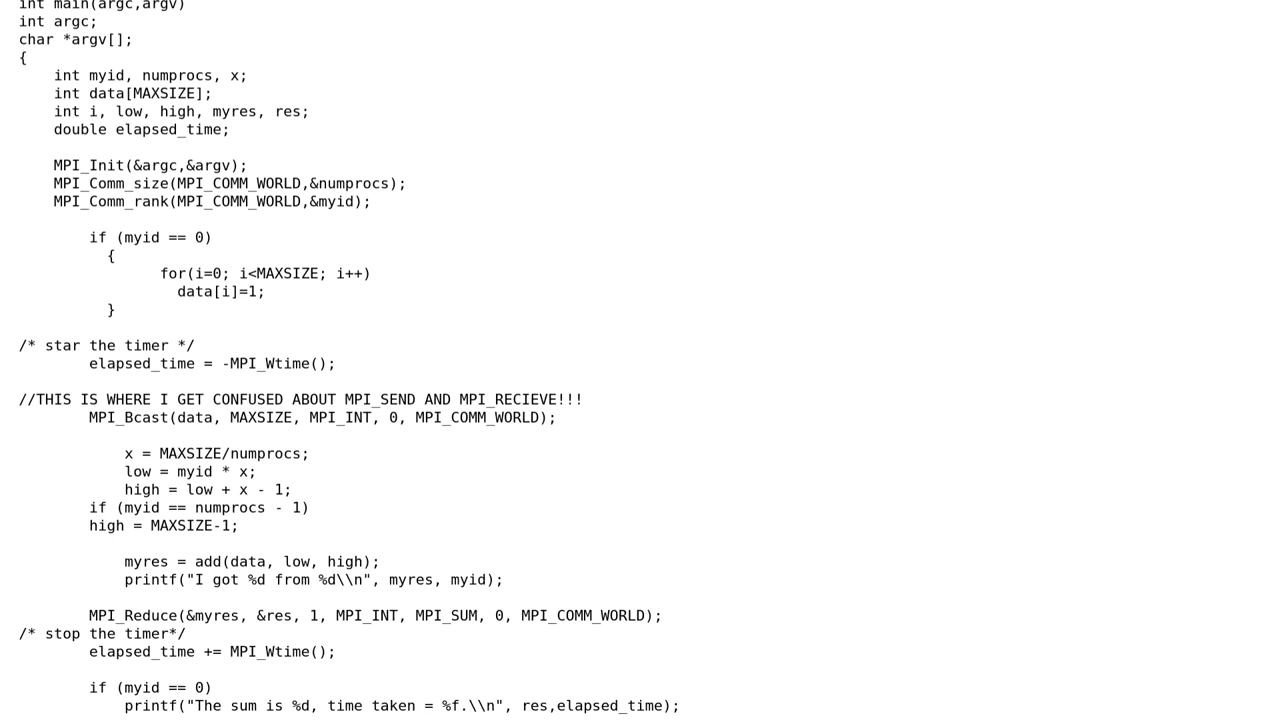 int main(argc,argv)
int argc;
char *argv[];
{
    int myid, numprocs, x;
    int data[MAXSIZE];
    int i, low, high, myres, res;
    double elapsed_time;

    MPI_Init(&argc,&argv);
    MPI_Comm_size(MPI_COMM_WORLD,&numprocs);
    MPI_Comm_rank(MPI_COMM_WORLD,&myid);

        if (myid == 0)
          {
                for(i=0; i<MAXSIZE; i++)
                  data[i]=1;
          }

/* star the timer */
        elapsed_time = -MPI_Wtime();

//THIS IS WHERE I GET CONFUSED ABOUT MPI_SEND AND MPI_RECIEVE!!!
        MPI_Bcast(data, MAXSIZE, MPI_INT, 0, MPI_COMM_WORLD);

            x = MAXSIZE/numprocs;
            low = myid * x;
            high = low + x - 1;
        if (myid == numprocs - 1)
        high = MAXSIZE-1;

            myres = add(data, low, high);
            printf("I got %d from %d\\n", myres, myid);

        MPI_Reduce(&myres, &res, 1, MPI_INT, MPI_SUM, 0, MPI_COMM_WORLD);
/* stop the timer*/
        elapsed_time += MPI_Wtime();

        if (myid == 0)
            printf("The sum is %d, time taken = %f.\\n", res,elapsed_time);